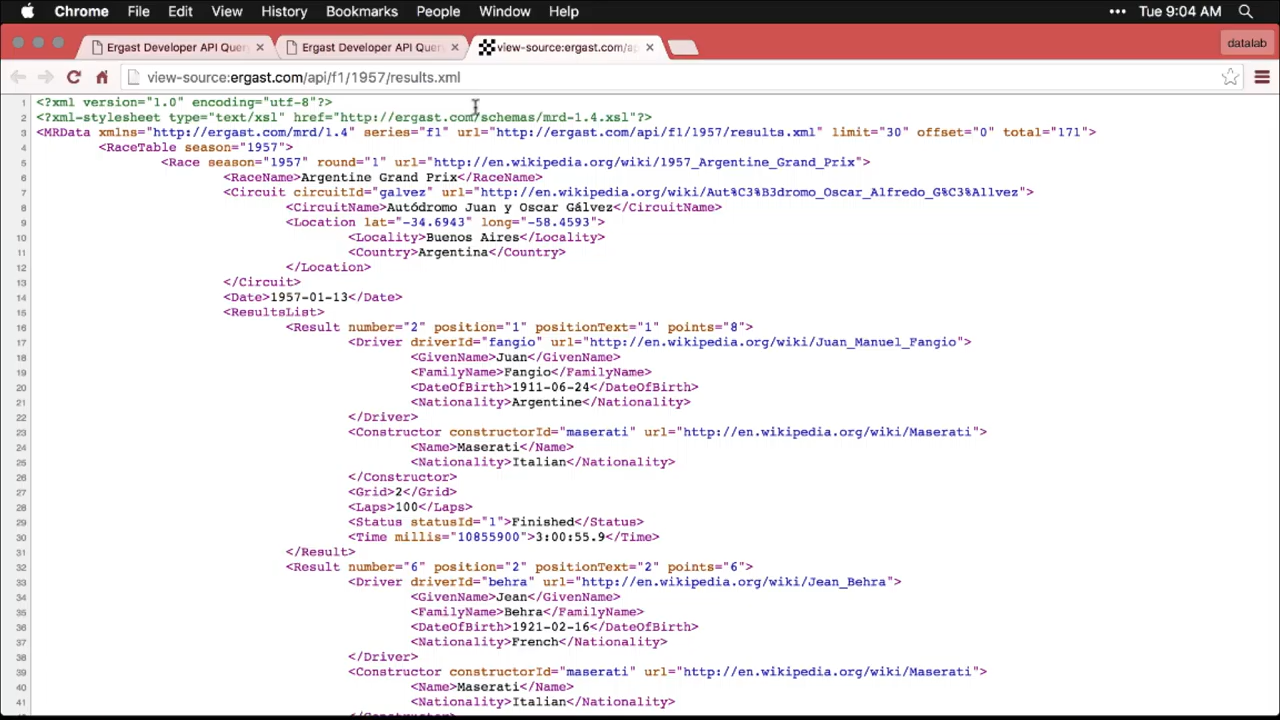 Chrome File Edit View History Bookmarks People Window Help ••• Tue 9:04 AM
Ergast Developer API Quer × Ergast Developer API Quer × view-source:ergast.com/ap × datalab
view-source:ergast.com/api/f1/1957/results.xml
1 <?xml version="1.0" encoding="utf-8"?>
2 <?xml-stylesheet type="text/xsl" href="http://ergast.com/schemas/mrd-1.4.xsl"?>
3 <MRData xmlns="http://ergast.com/mrd/1.4" series="f1" url="http://ergast.com/api/f1/1957/results.xml" limit="30" offset="0" total="171">
4 <RaceTable season="1957">
5 <Race season="1957" round="1" url="http://en.wikipedia.org/wiki/1957_Argentine_Grand_Prix">
6 <RaceName>Argentine Grand Prix</RaceName>
7 <Circuit circuitId="galvez" url="http://en.wikipedia.org/wiki/Aut%C3%B3dromo_Oscar_Alfredo_G%C3%A1lvez">
8 <CircuitName>Autódromo Juan y Oscar Gálvez</CircuitName>
9 <Location lat="-34.6943" long="-58.4593">
10 <Locality>Buenos Aires</Locality>
11 <Country>Argentina</Country>
12 </Location>
13 </Circuit>
14 <Date>1957-01-13</Date>
15 <ResultsList>
16 <Result number="2" position="1" positionText="1" points="8">
17 <Driver driverId="fangio" url="http://en.wikipedia.org/wiki/Juan_Manuel_Fangio">
18 <GivenName>Juan</GivenName>
19 <FamilyName>Fangio</FamilyName>
20 <DateOfBirth>1911-06-24</DateOfBirth>
21 <Nationality>Argentine</Nationality>
22 </Driver>
23 <Constructor constructorId="maserati" url="http://en.wikipedia.org/wiki/Maserati">
24 <Name>Maserati</Name>
25 <Nationality>Italian</Nationality>
26 </Constructor>
27 <Grid>2</Grid>
28 <Laps>100</Laps>
29 <Status statusId="1">Finished</Status>
30 <Time millis="10855900">3:00:55.9</Time>
31 </Result>
32 <Result number="6" position="2" positionText="2" points="6">
33 <Driver driverId="behra" url="http://en.wikipedia.org/wiki/Jean_Behra">
34 <GivenName>Jean</GivenName>
35 <FamilyName>Behra</FamilyName>
36 <DateOfBirth>1921-02-16</DateOfBirth>
37 <Nationality>French</Nationality>
38 </Driver>
39 <Constructor constructorId="maserati" url="http://en.wikipedia.org/wiki/Maserati">
40 <Name>Maserati</Name>
41 <Nationality>Italian</Nationality>